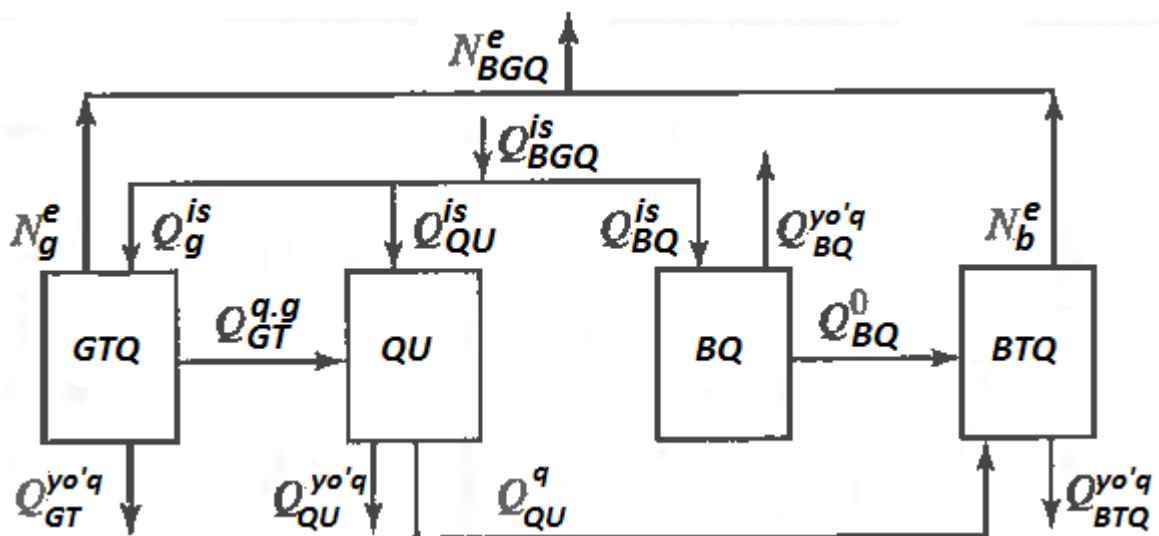 N^e_BGQ
Q^is_BGQ
N^e_g Q^is_g Q^is_QU Q^is_BQ Q^yo'q_BQ N^e_b
GTQ Q^q.g_GT QU BQ Q^0_BQ BTQ
Q^yo'q_GT Q^yo'q_QU Q^q_QU Q^yo'q_BTQ